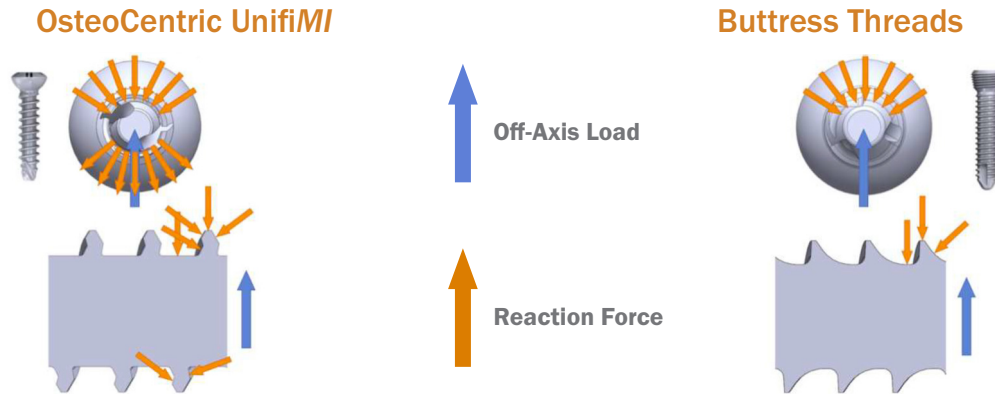 OsteoCentric UnifiMI
Buttress Threads
Off-Axis Load
Reaction Force